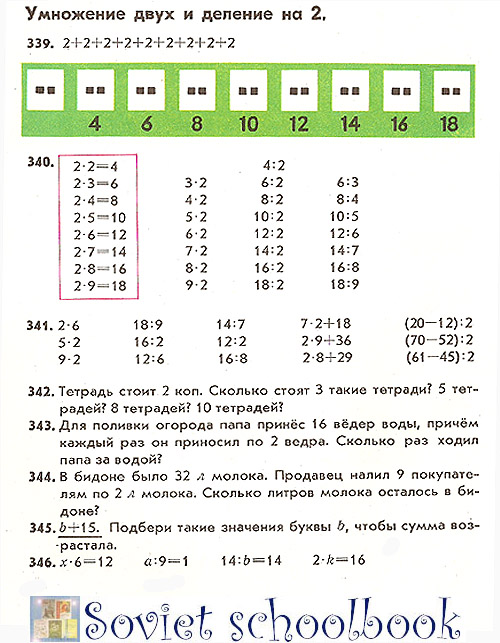 Умножение двух и деление на 2.
339. 2+2+2+2+2+2+2+2+2
4 6 8 10 12 14 16 18
340. 2·2=4 4:2
2·3=6 3·2 6:2 6:3
2·4=8 4·2 8:2 8:4
2·5=10 5·2 10:2 10:5
2·6=12 6·2 12:2 12:6
2·7=14 7·2 14:2 14:7
2·8=16 8·2 16:2 16:8
2·9=18 9·2 18:2 18:9
341. 2·6 18:9 14:7 7·2+18 (20—12):2
5·2 16:2 12:2 2·9+36 (70—52):2
9·2 12:6 16:8 2·8+29 (61—45):2
342. Тетрадь стоит 2 коп. Сколько стоят 3 такие тетради? 5 тет-
радей? 8 тетрадей? 10 тетрадей?
343. Для поливки огорода папа принёс 16 вёдер воды, причём
каждый раз он приносил по 2 ведра. Сколько раз ходил
папа за водой?
344. В бидоне было 32 л молока. Продавец налил 9 покупате-
лям по 2 л молока. Сколько литров молока осталось в би-
доне?
345. b+15. Подбери такие значения буквы b, чтобы сумма воз-
растала.
346. x·6=12 a:9=1 14:b=14 2·k=16
Soviet schoolbook